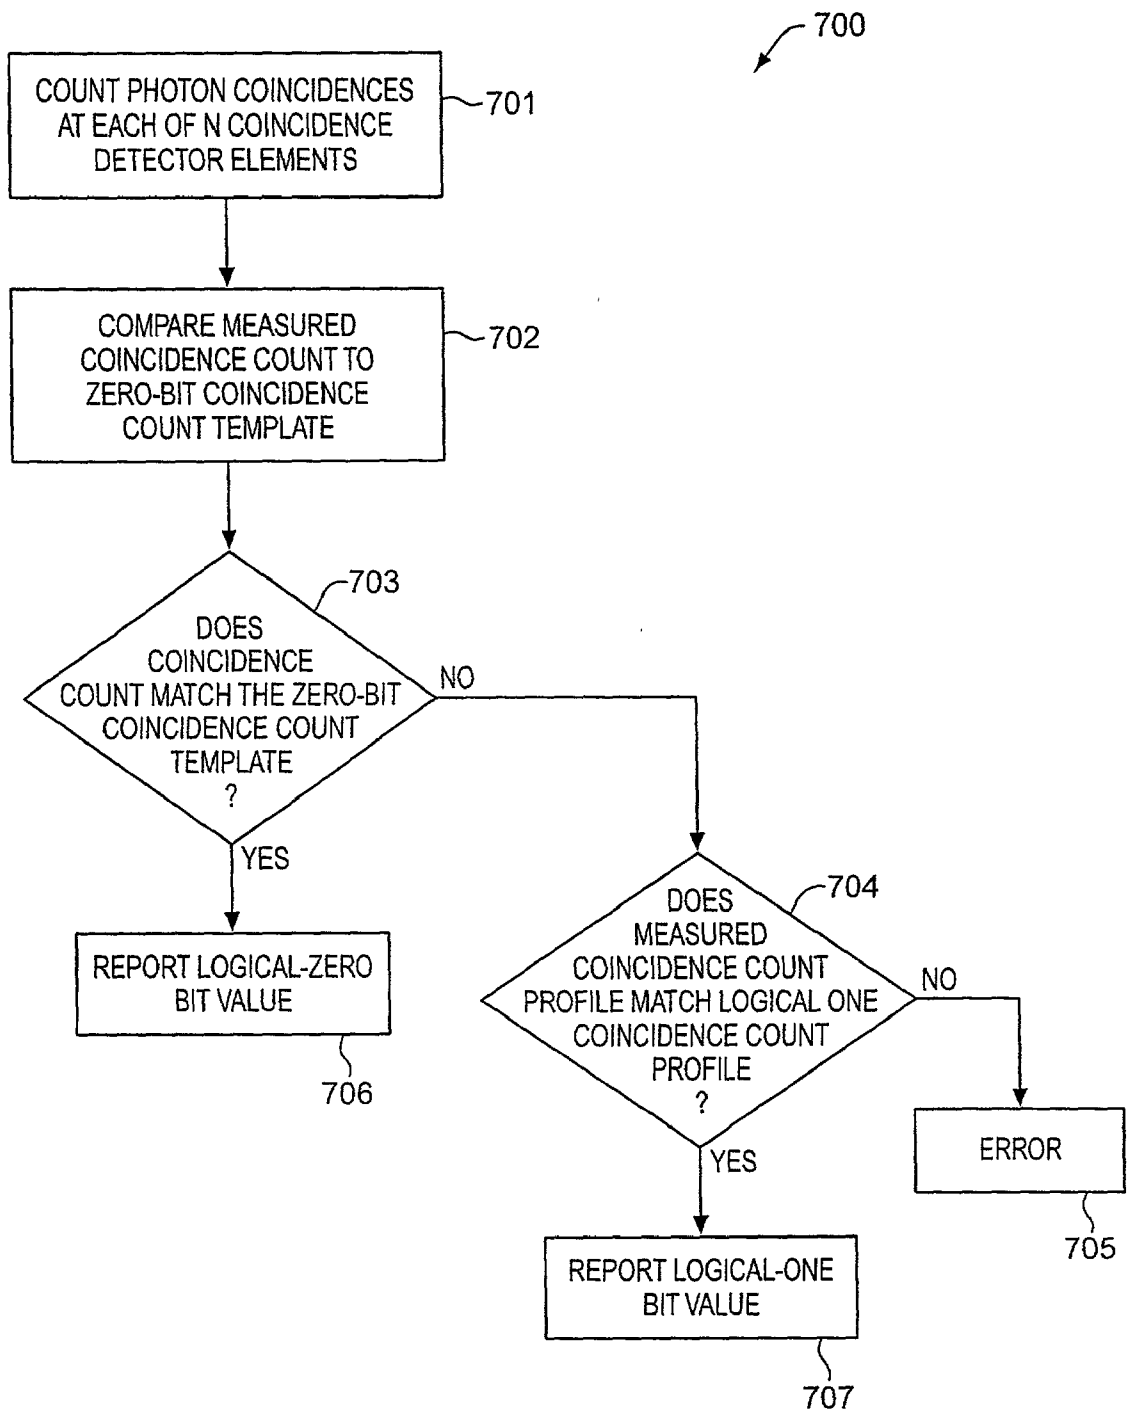 700
COUNT PHOTON COINCIDENCES
AT EACH OF N COINCIDENCE
DETECTOR ELEMENTS
701
COMPARE MEASURED
COINCIDENCE COUNT TO
ZERO-BIT COINCIDENCE
COUNT TEMPLATE
702
703
DOES
COINCIDENCE
COUNT MATCH THE ZERO-BIT
COINCIDENCE COUNT
TEMPLATE
?
NO
YES
REPORT LOGICAL-ZERO
BIT VALUE
706
704
DOES
MEASURED
COINCIDENCE COUNT
PROFILE MATCH LOGICAL ONE
COINCIDENCE COUNT
PROFILE
?
NO
YES
ERROR
705
REPORT LOGICAL-ONE
BIT VALUE
707